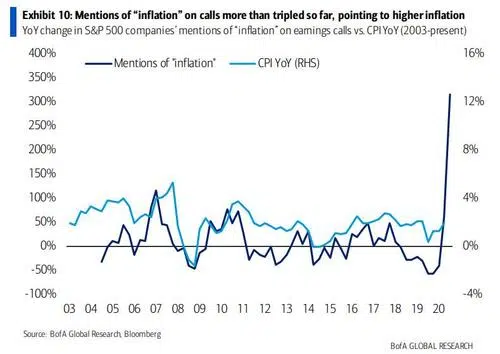 Exhibit 10: Mentions of "inflation" on calls more than tripled so far, pointing to higher inflation
YoY change in S&P 500 companies' mentions of "inflation" on earnings calls vs. CPI YoY (2003-present)
400%
350%
300%
250%
200%
150%
100%
50%
0%
-50%
-100%
Mentions of "inflation"
CPI YoY (RHS)
16%
12%
8%
4%
0%
-4%
03 04 05 06 07 08 09 10 11 12 13 14 15 16 17 18 19 20
Source: BofA Global Research, Bloomberg
BofA GLOBAL RESEARCH